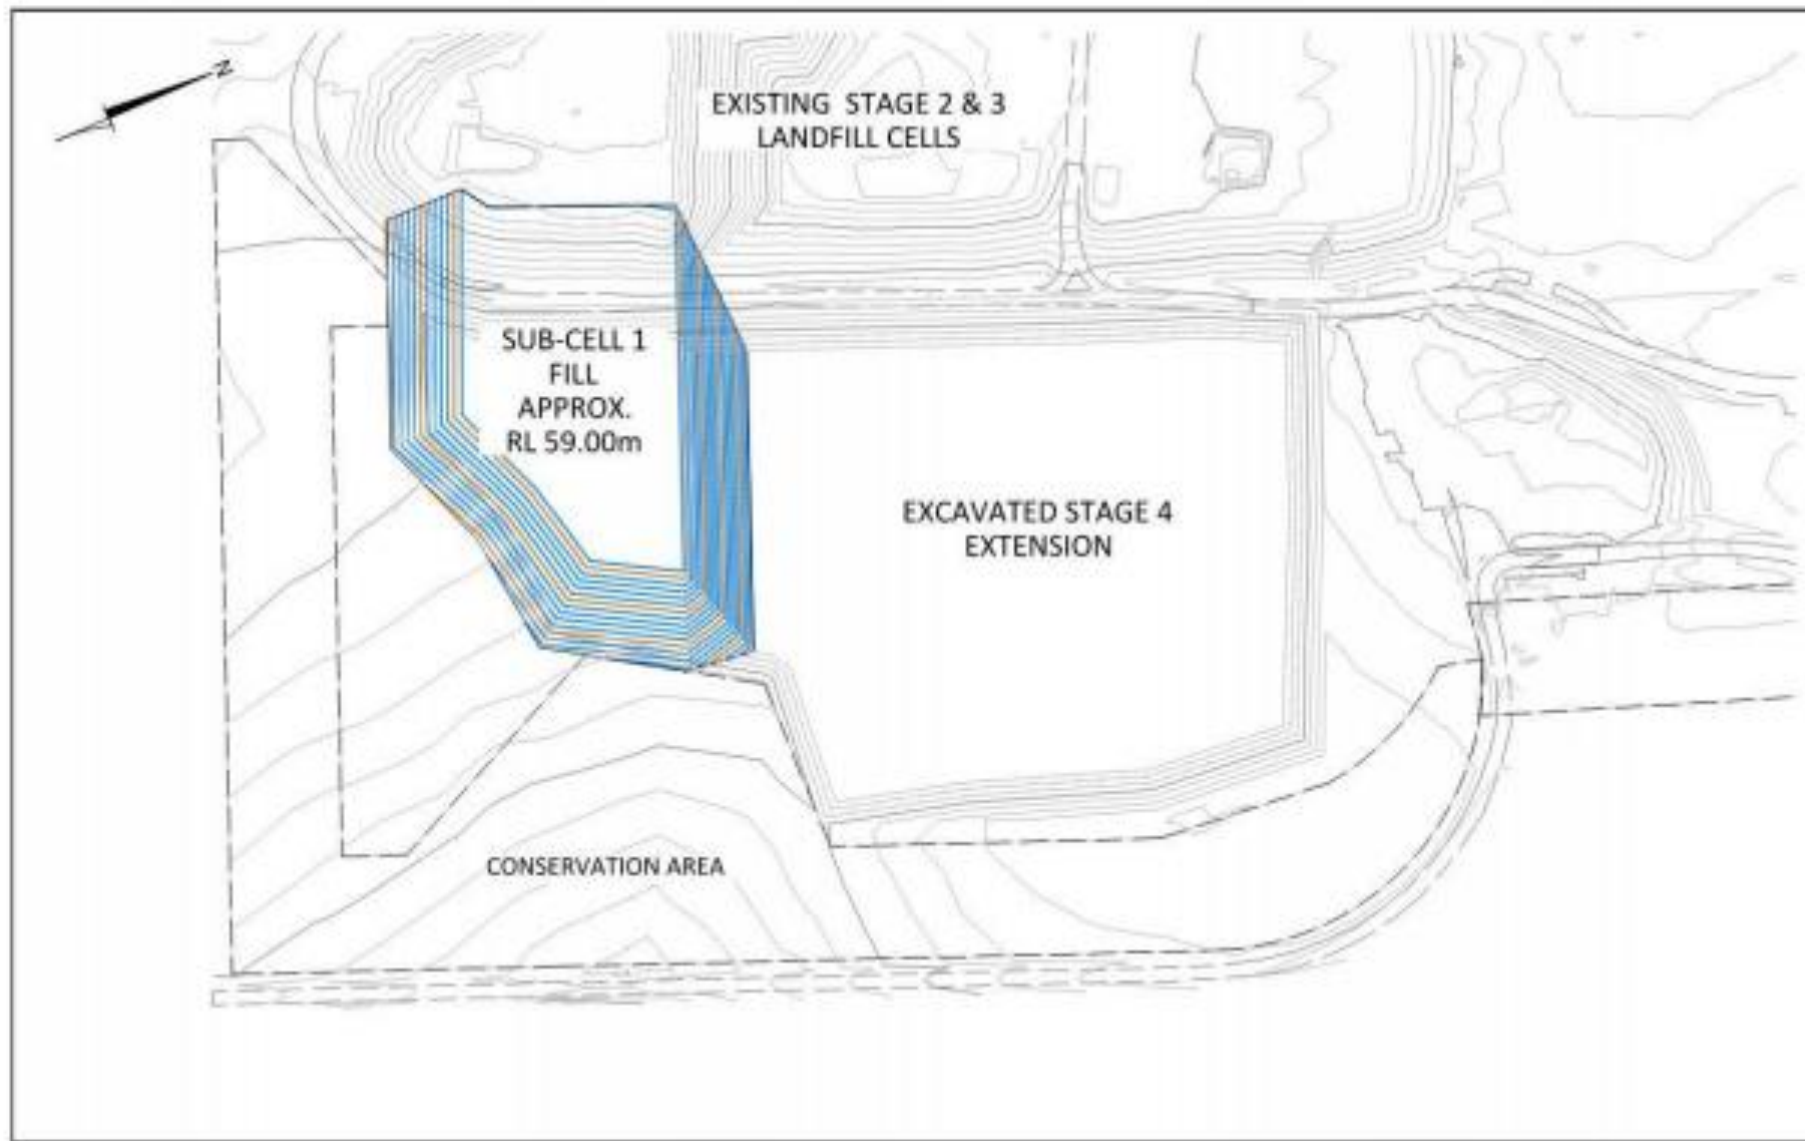 N
EXISTING STAGE 2 & 3
LANDFILL CELLS
SUB-CELL 1
FILL
APPROX.
RL 59.00m
EXCAVATED STAGE 4
EXTENSION
CONSERVATION AREA